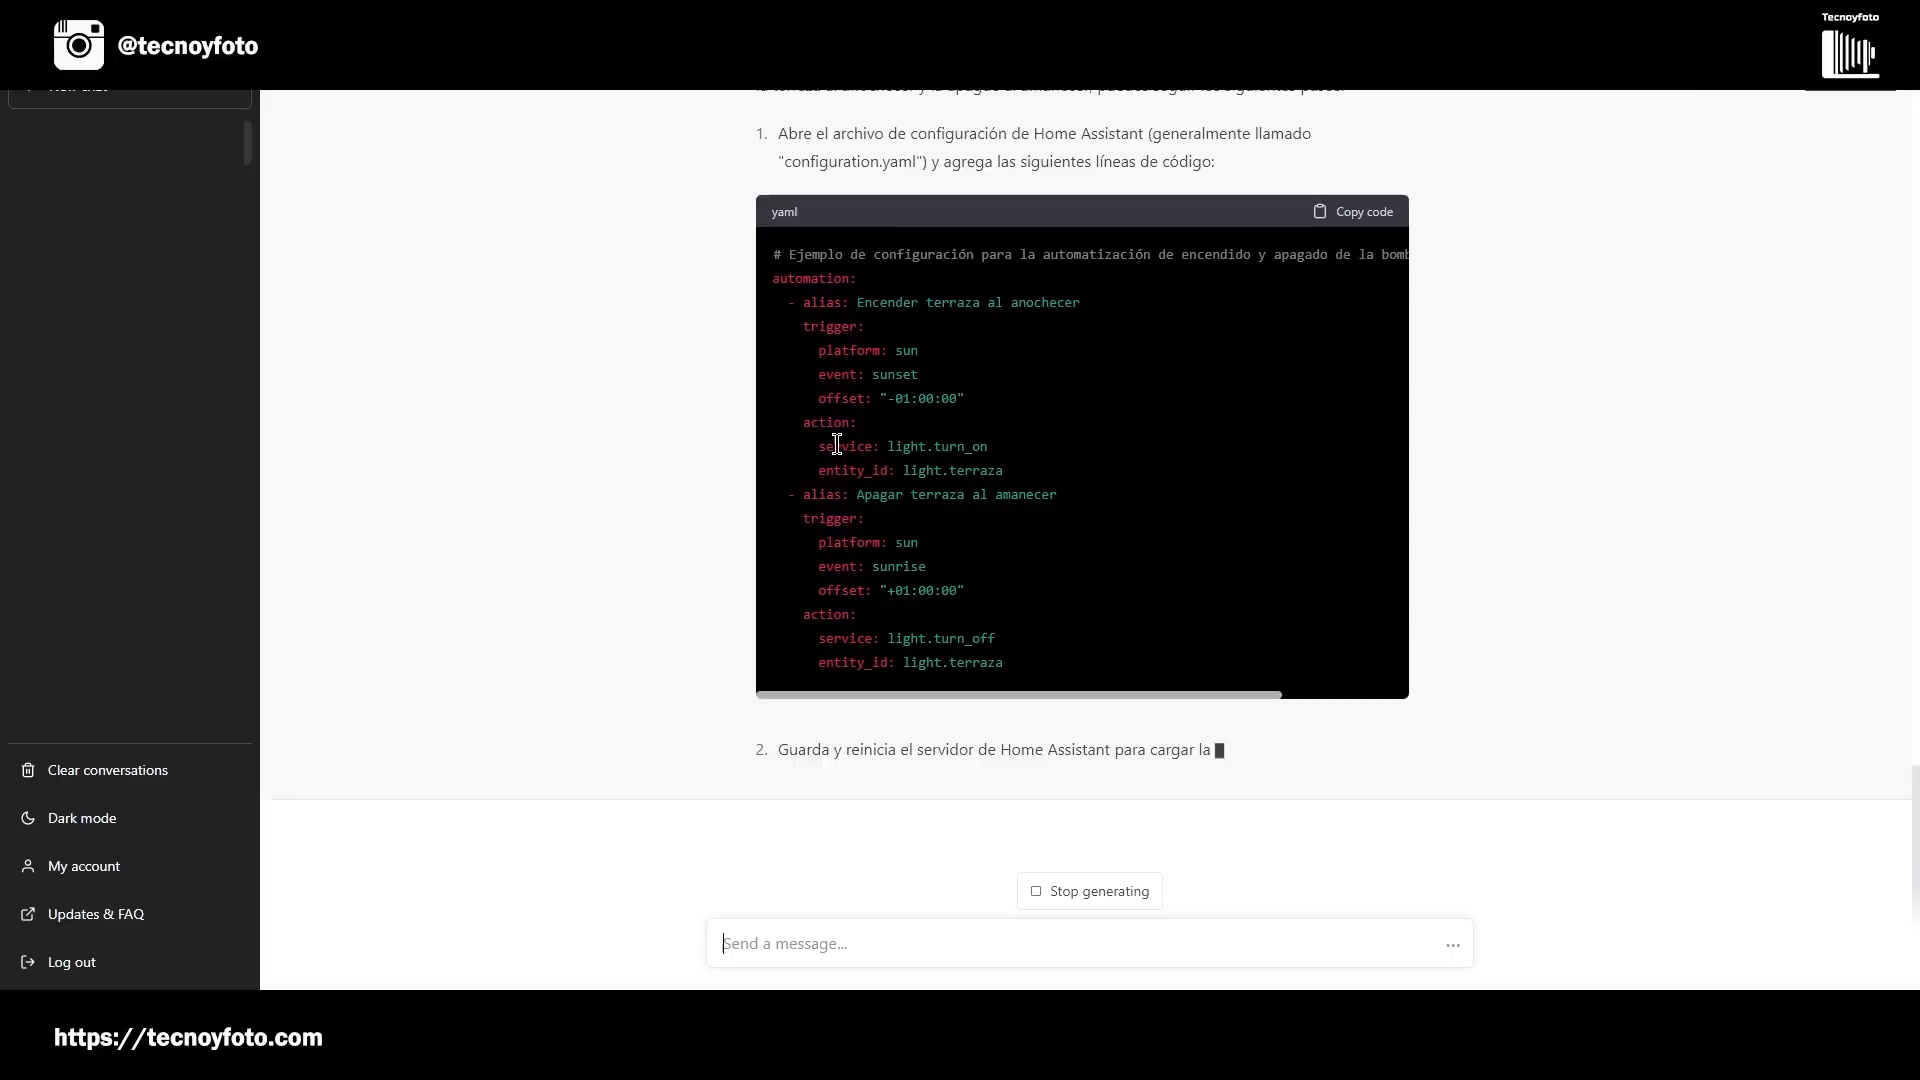 @tecnoyfoto
Tecnoyfoto
1. Abre el archivo de configuración de Home Assistant (generalmente llamado
"configuration.yaml") y agrega las siguientes líneas de código:
yaml
Copy code
# Ejemplo de configuración para la automatización de encendido y apagado de la bomb
automation:
- alias: Encender terraza al anochecer
trigger:
platform: sun
event: sunset
offset: "-01:00:00"
action:
service: light.turn_on
entity_id: light.terraza
- alias: Apagar terraza al amanecer
trigger:
platform: sun
event: sunrise
offset: "+01:00:00"
action:
service: light.turn_off
entity_id: light.terraza
2. Guarda y reinicia el servidor de Home Assistant para cargar la
Clear conversations
Dark mode
My account
Updates & FAQ
Log out
Stop generating
Send a message...
https://tecnoyfoto.com